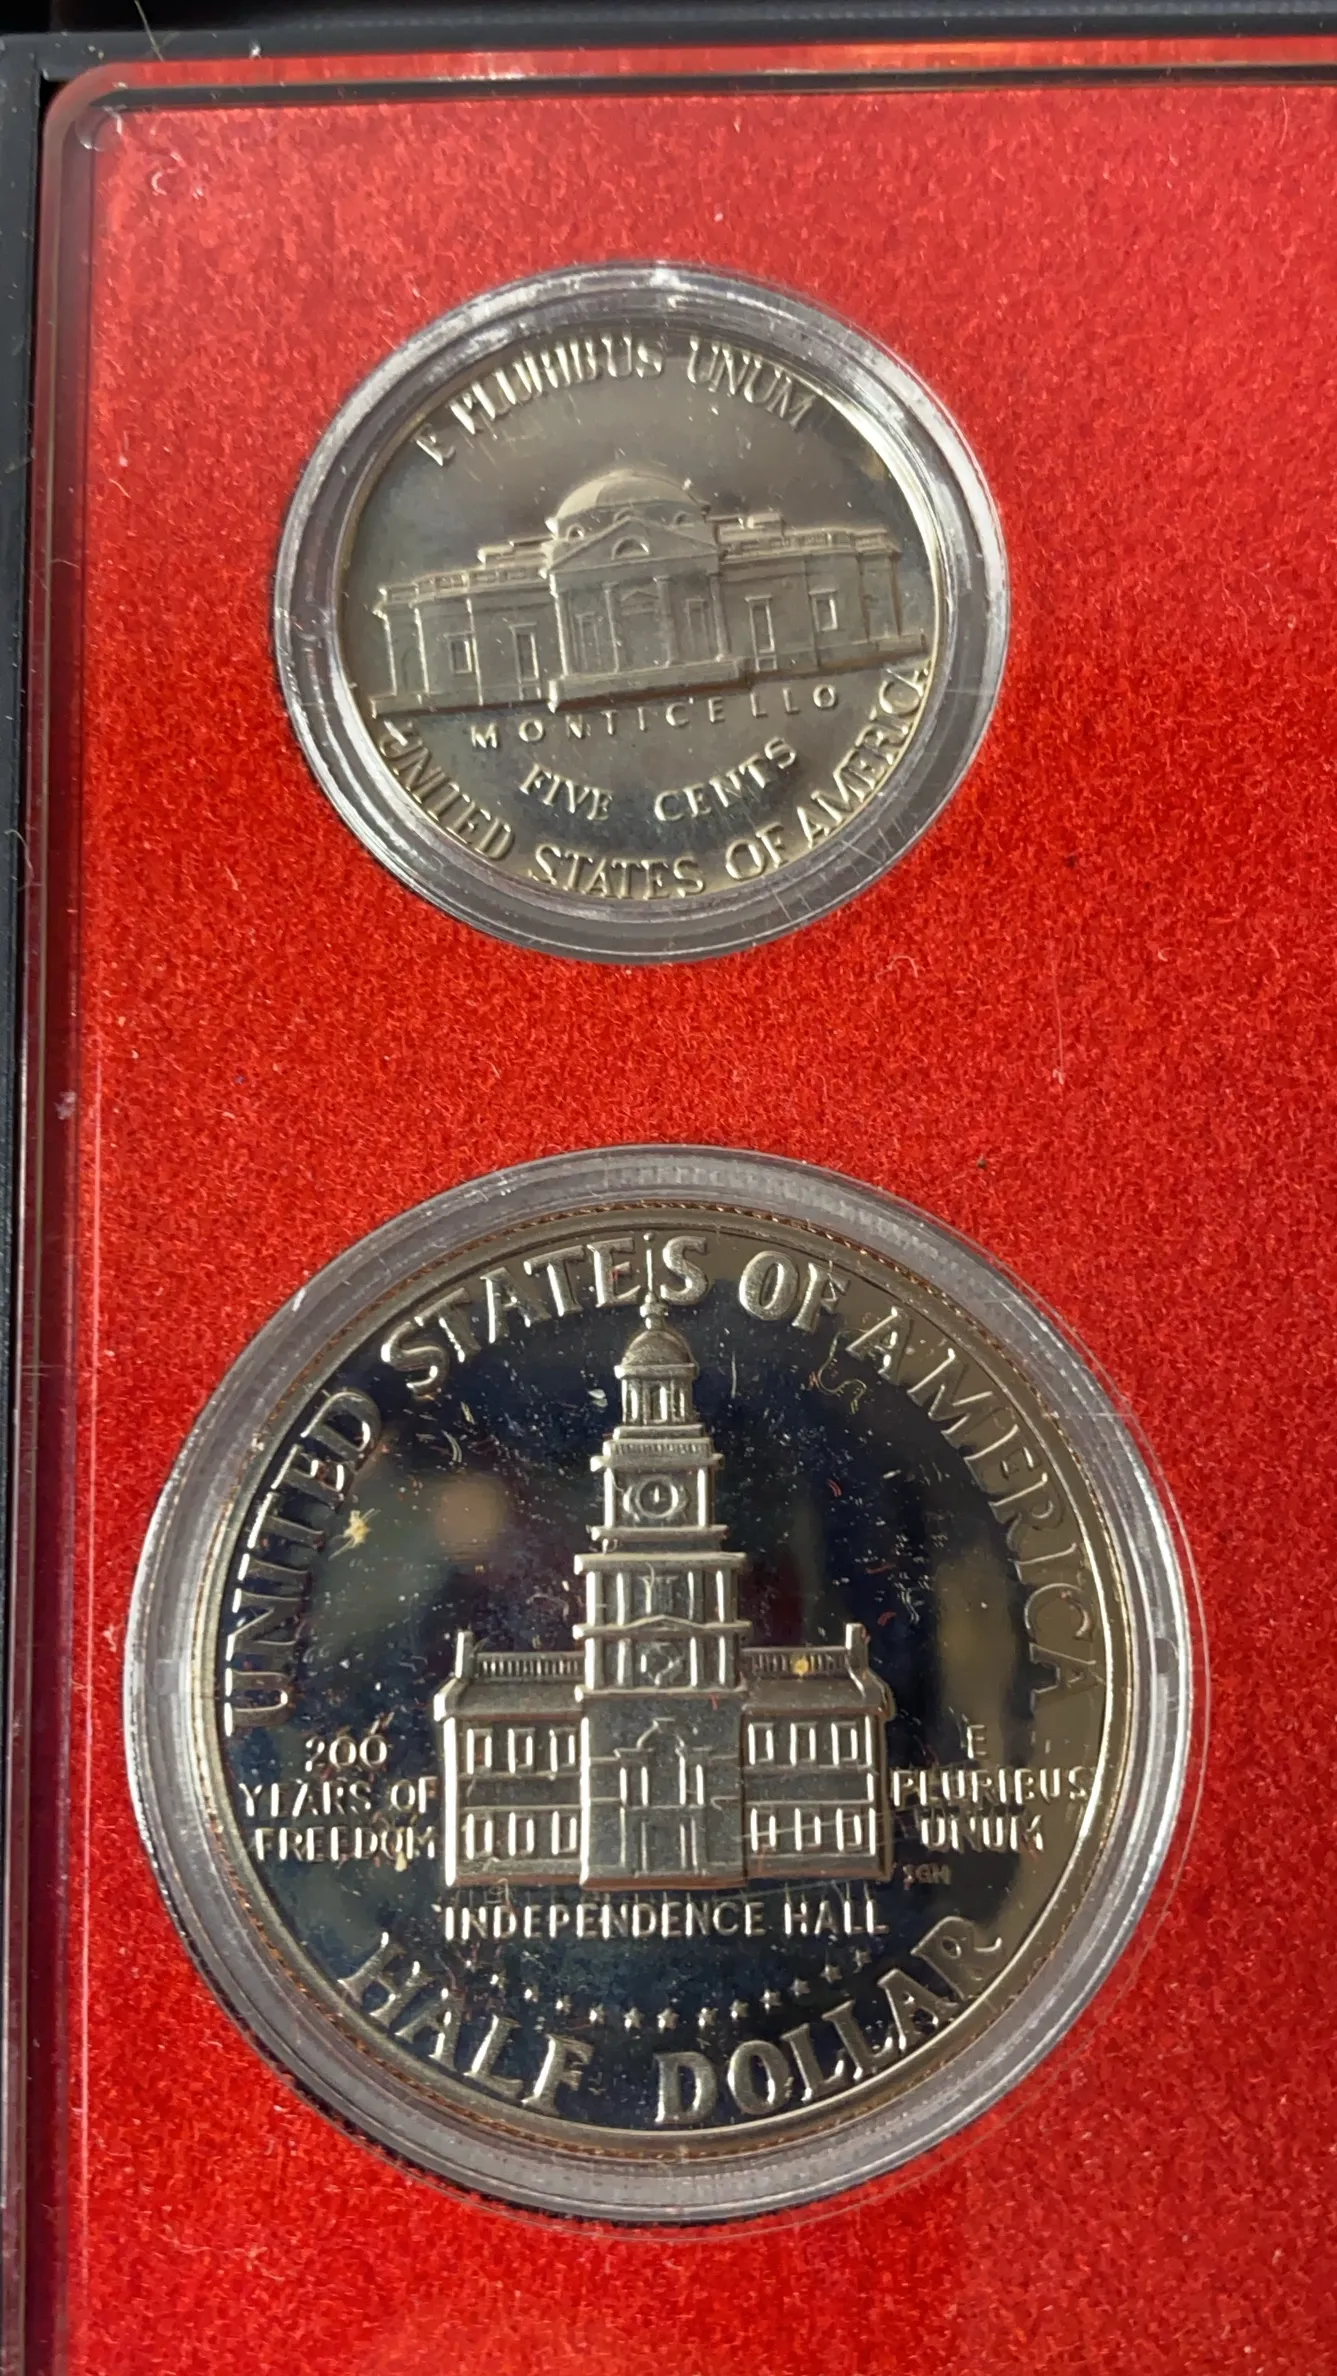 E PLURIBUS UNUM
MONTICELLO
FIVE CENTS
UNITED STATES OF AMERICA
UNITED STATES OF AMERICA
200
YEARS OF
FREEDOM
E
PLURIBUS
UNUM
INDEPENDENCE HALL
HALF DOLLAR